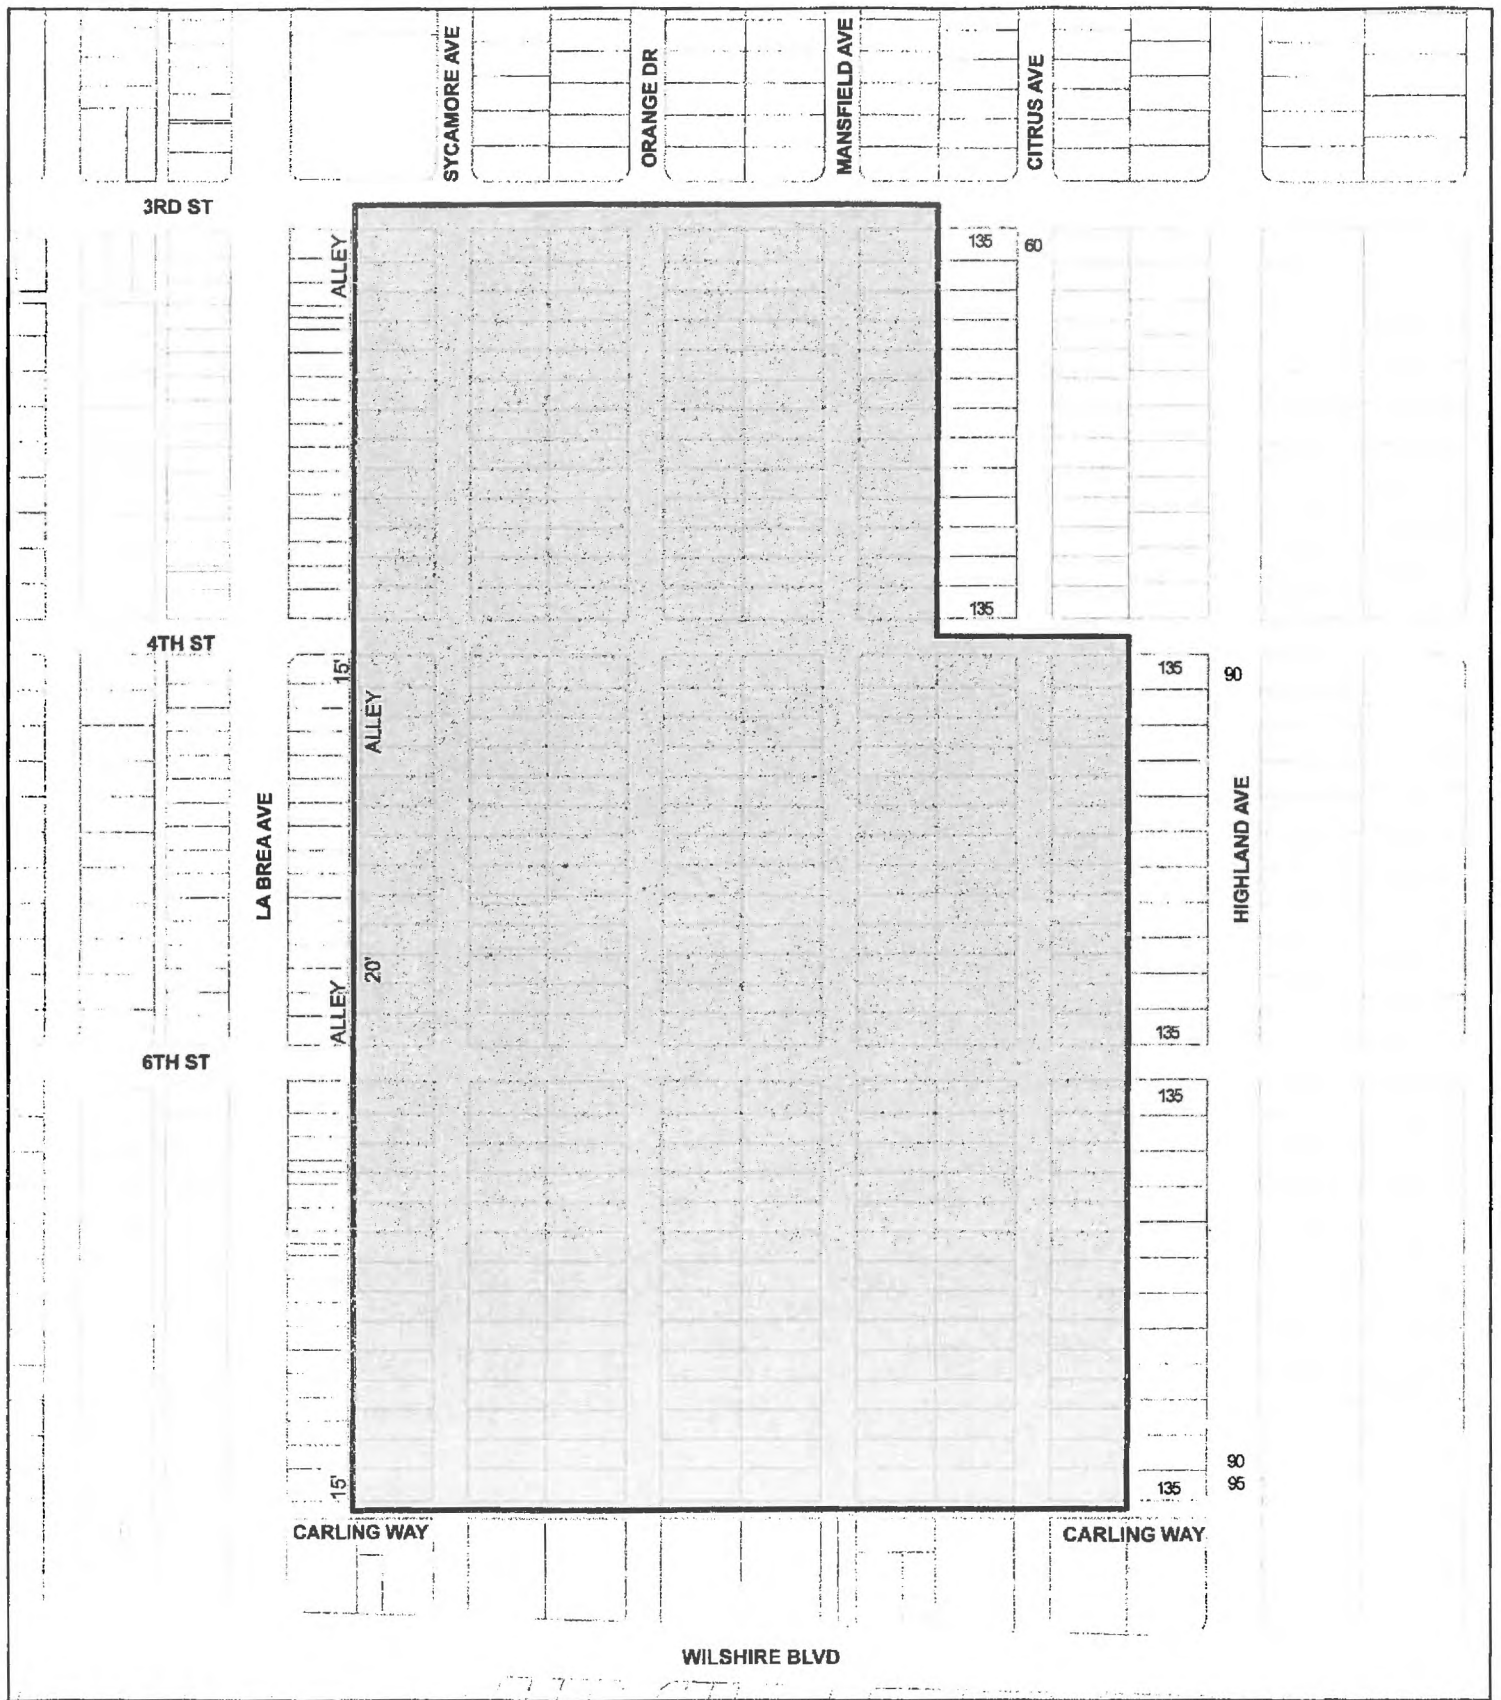 SYCAMORE AVE
ORANGE DR
MANSFIELD AVE
CITRUS AVE
3RD ST
ALLEY
135
60
135
4TH ST
15'
135
90
ALLEY
LA BREA AVE
HIGHLAND AVE
20'
ALLEY
135
6TH ST
135
90
15'
135
95
CARLING WAY
CARLING WAY
WILSHIRE BLVD